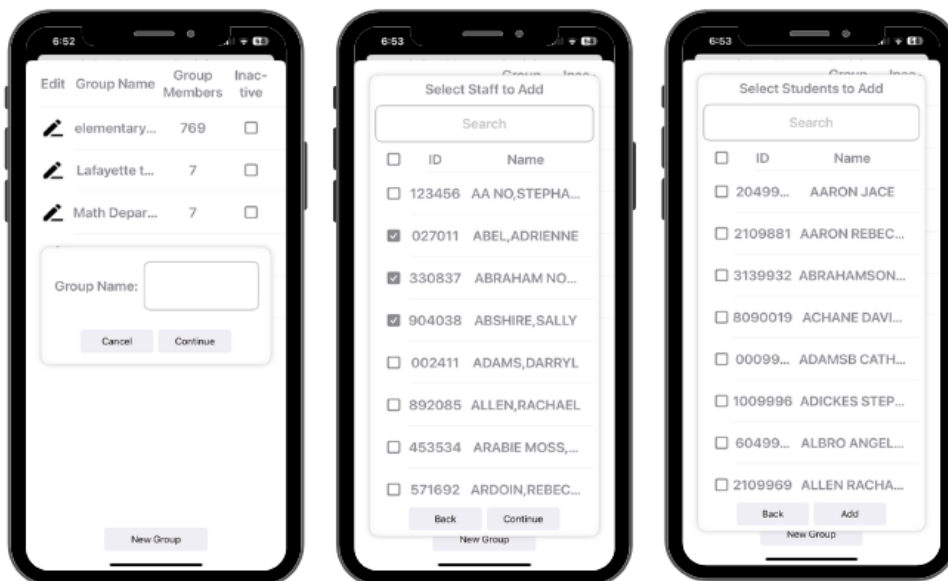 6:52
Edit Group Name Group Members Inac-tive
elementary... 769
Lafayette t... 7
Math Depar... 7
Group Name:
Cancel Continue
New Group
6:53
Group Inac-
Select Staff to Add
Search
ID Name
123456 AA NO,STEPHA...
027011 ABEL,ADRIENNE
330837 ABRAHAM NO...
904038 ABSHIRE,SALLY
002411 ADAMS,DARRYL
892085 ALLEN,RACHAEL
453534 ARABIE MOSS,...
571692 ARDOIN,REBEC...
Back Continue
New Group
6:53
Group Inac-
Select Students to Add
Search
ID Name
20499... AARON JACE
2109881 AARON REBEC...
3139932 ABRAHAMSON...
8090019 ACHANE DAVI...
00099... ADAMSB CATH...
1009996 ADICKES STEP...
60499... ALBRO ANGEL...
2109969 ALLEN RACHA...
Back Add
New Group